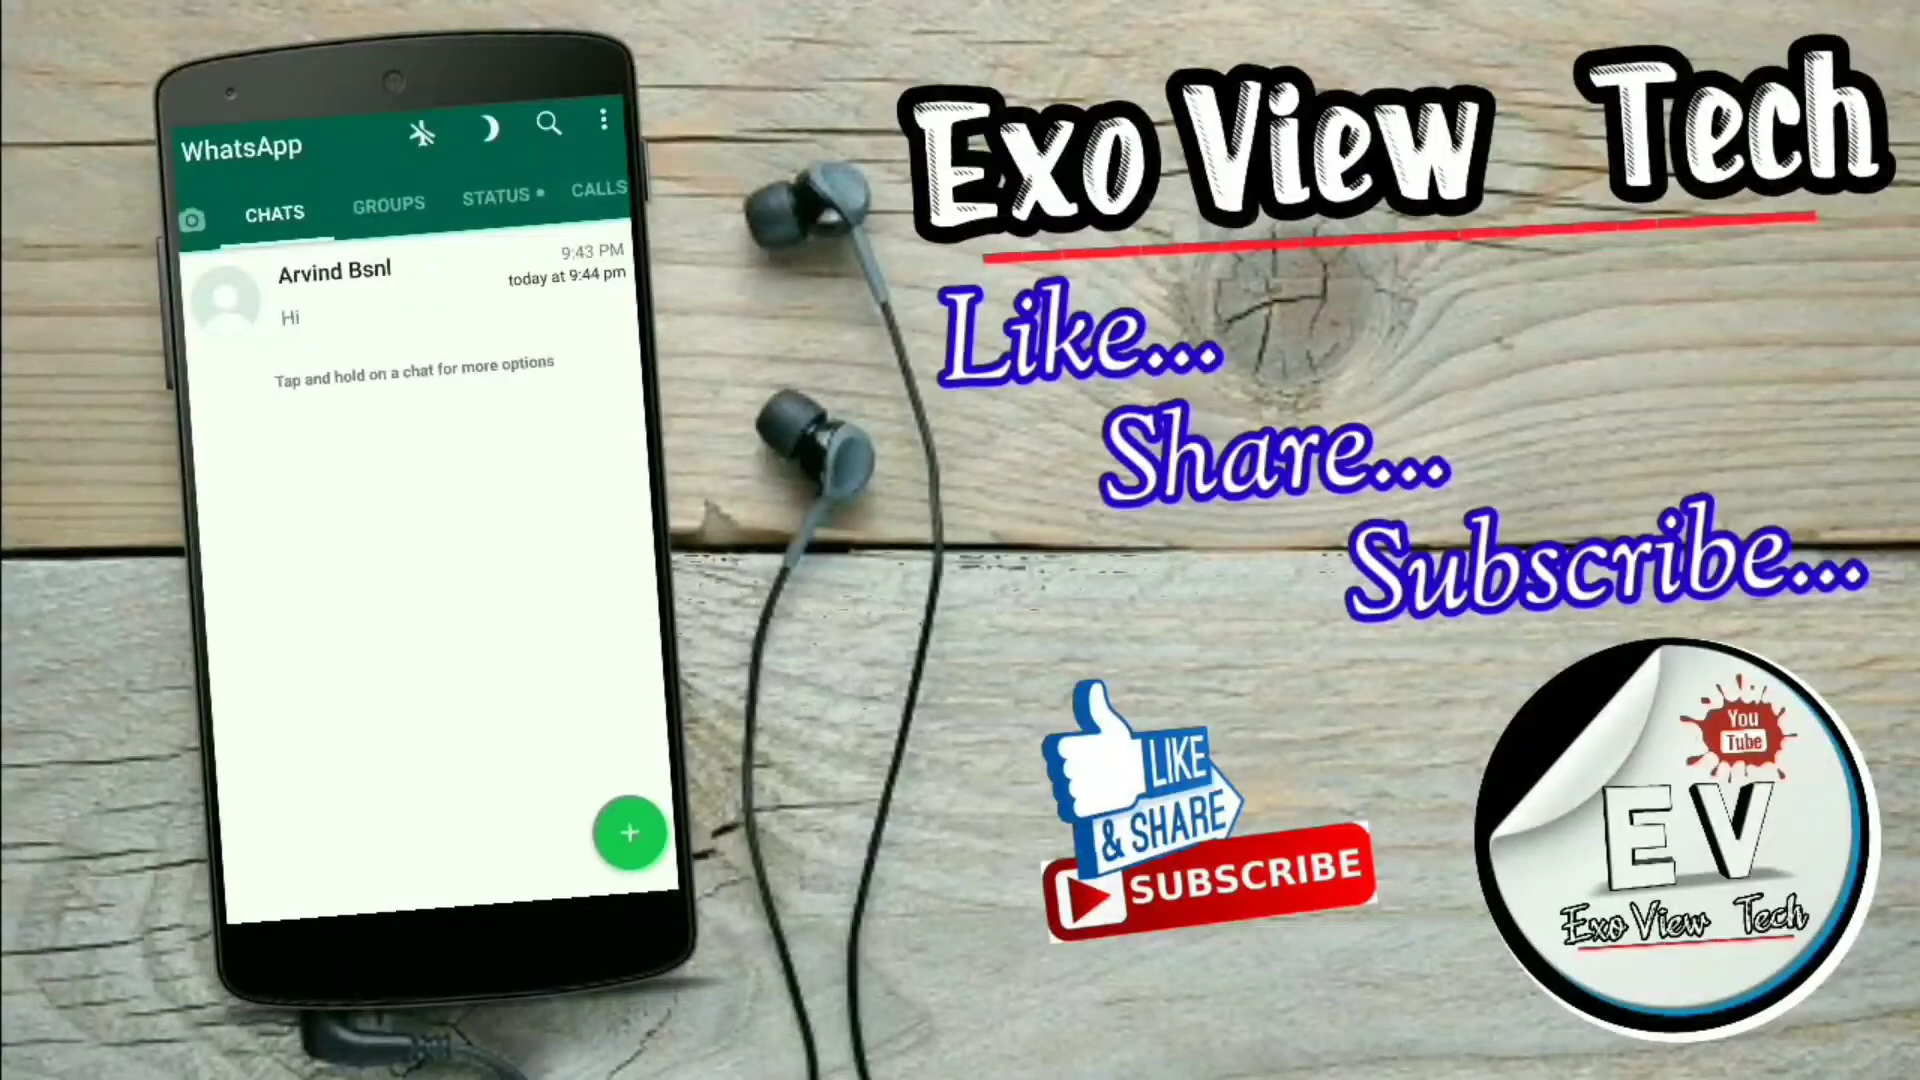 WhatsApp
CHATS GROUPS STATUS • CALLS
Arvind Bsnl
9:43 PM
today at 9:44 pm
Hi
Tap and hold on a chat for more options
Exo View Tech
Like...
Share...
Subscribe...
LIKE
& SHARE
SUBSCRIBE
You
Tube
EV
Exo View Tech